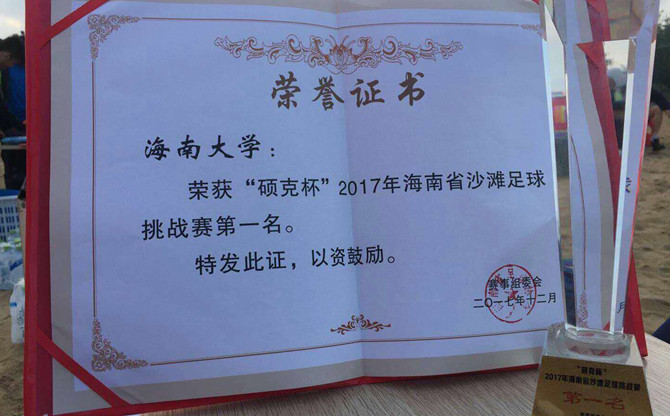 荣誉证书
海南大学：
荣获“硕克杯”2017年海南省沙滩足球
挑战赛第一名。
特发此证，以资鼓励。
赛事组委会
二〇一七年十二月
“硕克杯”
2017年海南省沙滩足球挑战赛
第一名